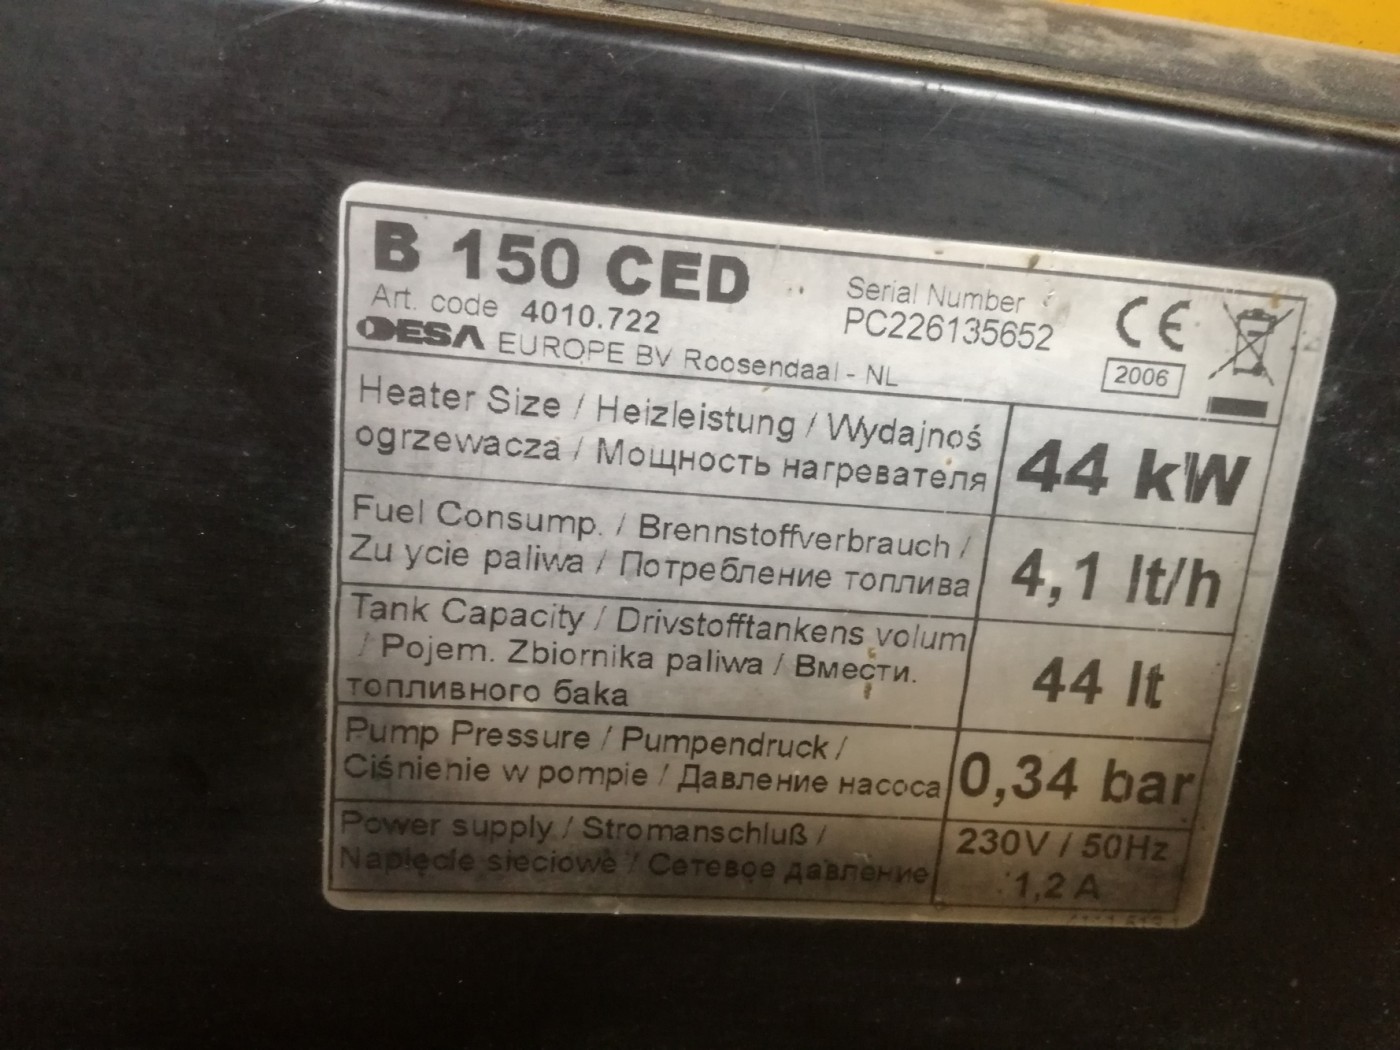 B 150 CED
Serial Number
Art. code 4010.722
PC226135652
CE
DESA EUROPE BV Roosendaal - NL
2006
Heater Size / Heizleistung / Wydajnoś
ogrzewacza / Мощность нагревателя
44 kW
Fuel Consump. / Brennstoffverbrauch /
Zu ycie paliwa / Потребление топлива
4,1 lt/h
Tank Capacity / Drivstofftankens volum
/ Pojem. Zbiornika paliwa / Вмести.
топливного бака
44 lt
Pump Pressure / Pumpendruck /
Ciśnienie w pompie / Давление насоса
0,34 bar
Power supply / Stromanschluß /
Napięcie sieciowe / Сетевое давление
230V / 50Hz
1,2 A